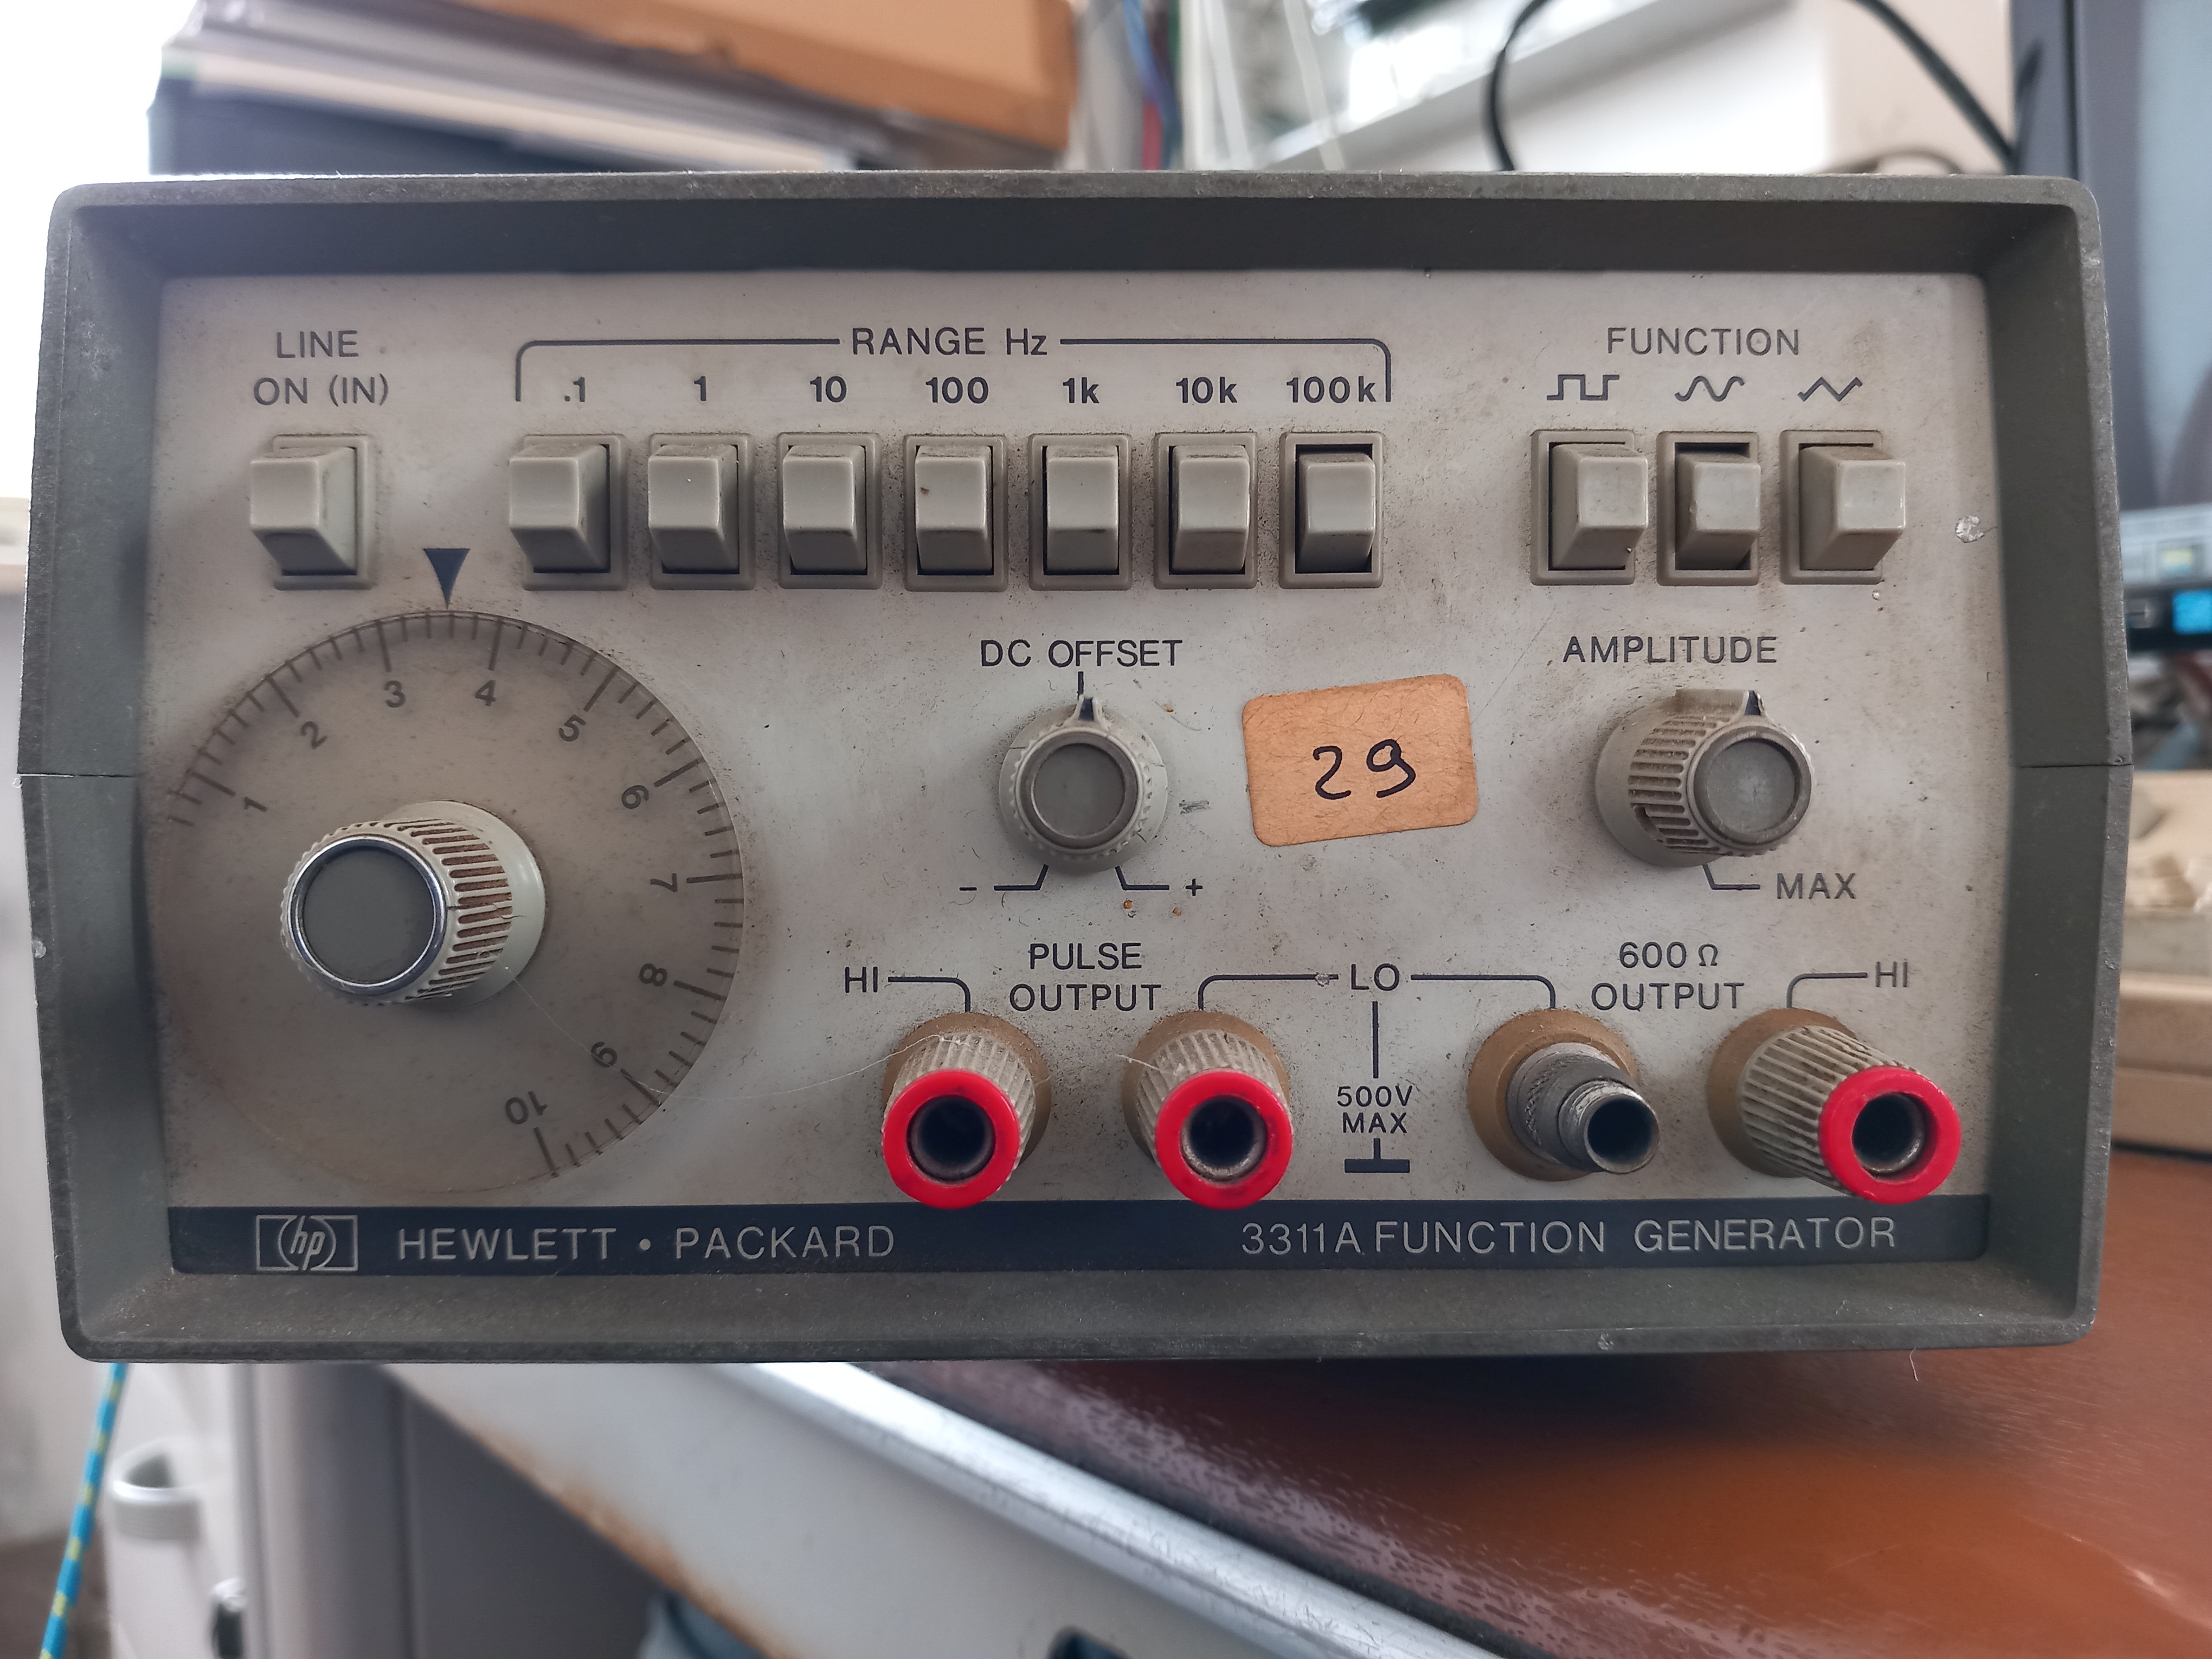 LINE
ON (IN)
RANGE Hz
.1 1 10 100 1k 10k 100k
FUNCTION
1 2 3 4 5 6 7 8 9 10
DC OFFSET
- +
29
AMPLITUDE
MAX
HI
PULSE
OUTPUT
LO
500V
MAX
600 Ω
OUTPUT
HI
hp HEWLETT • PACKARD
3311A FUNCTION GENERATOR